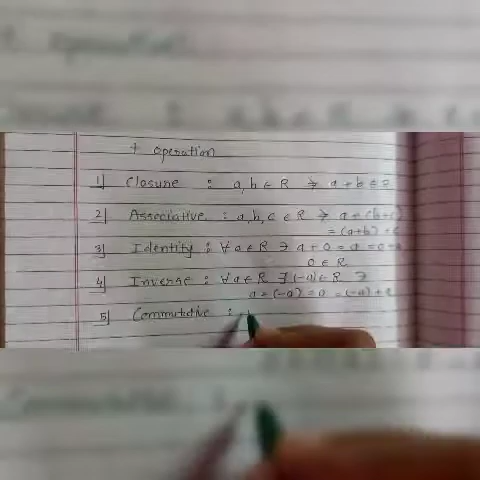 + operation
1) Closure : a, b ∈ R ⇒ a + b ∈ R
2) Associative : a, b, c ∈ R ⇒ a + (b+c)
= (a+b) + c
3) Identity : ∀ a ∈ R ∃ a + 0 = a = 0 + a
0 ∈ R
4) Inverse : ∀ a ∈ R ∃ (-a) ∈ R ∋
a + (-a) = 0 = (-a) + a
5) Commutative :